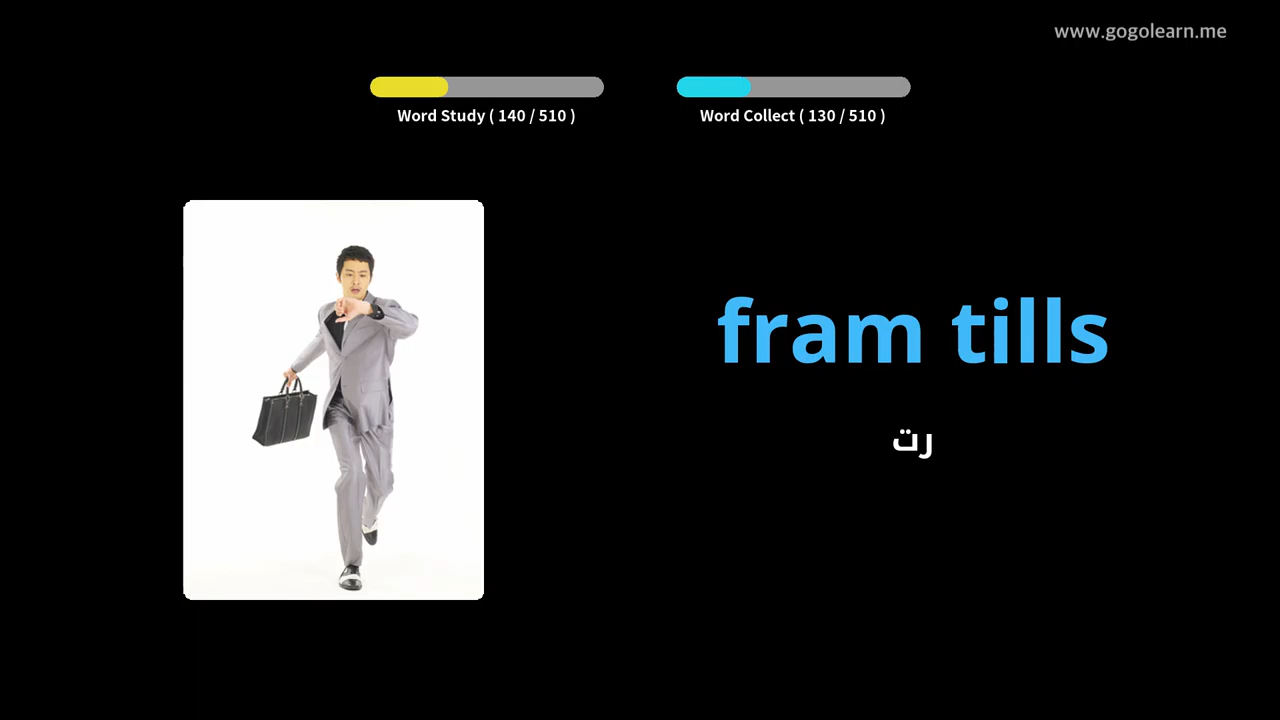 www.gogolearn.me
Word Study ( 140 / 510 )
Word Collect ( 130 / 510 )
fram tills
رت